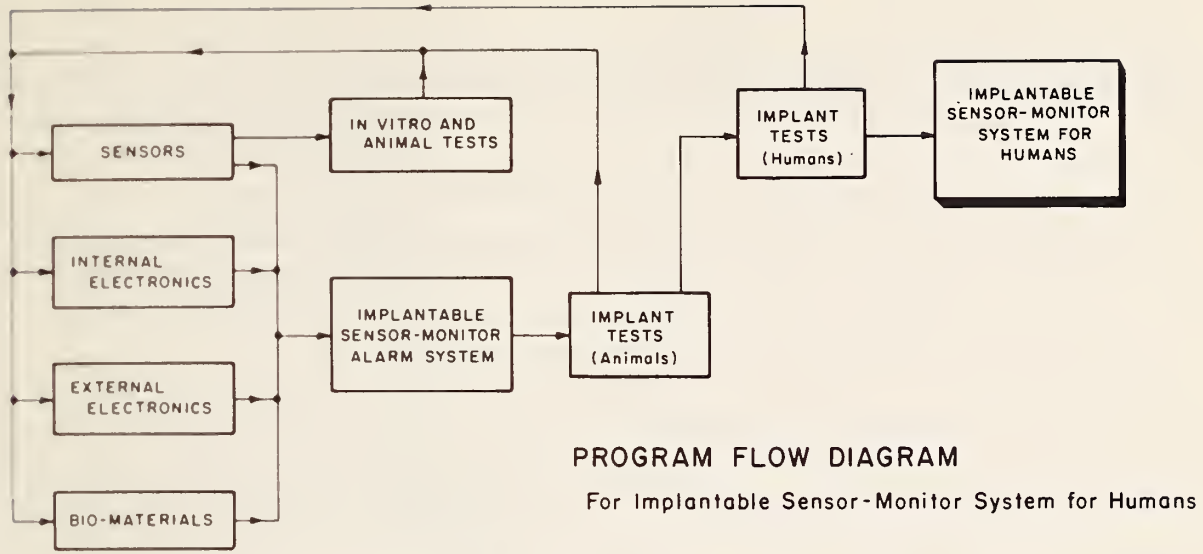 SENSORS
IN VITRO AND
ANIMAL TESTS
IMPLANT
TESTS
(Humans)
IMPLANTABLE
SENSOR-MONITOR
SYSTEM FOR
HUMANS
INTERNAL
ELECTRONICS
IMPLANTABLE
SENSOR-MONITOR
ALARM SYSTEM
IMPLANT
TESTS
(Animals)
EXTERNAL
ELECTRONICS
BIO-MATERIALS
PROGRAM FLOW DIAGRAM
For Implantable Sensor-Monitor System for Humans